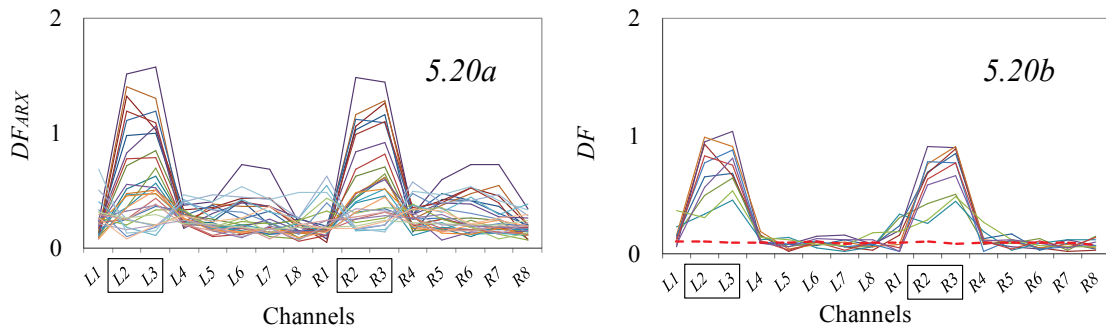 2
1
0
DFARX
5.20a
L1 L2 L3 L4 L5 L6 L7 L8 R1 R2 R3 R4 R5 R6 R7 R8
Channels
2
1
0
DF
5.20b
L1 L2 L3 L4 L5 L6 L7 L8 R1 R2 R3 R4 R5 R6 R7 R8
Channels